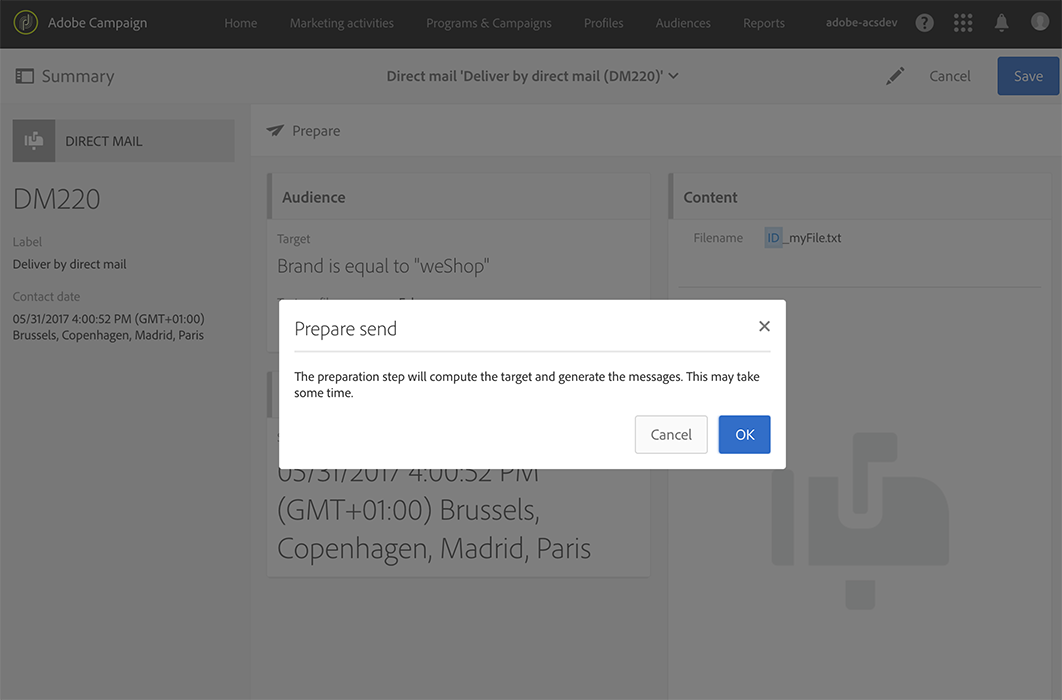 Adobe Campaign
Home
Marketing activities
Programs & Campaigns
Profiles
Audiences
Reports
adobe-acsdev
?
Summary
Direct mail 'Deliver by direct mail (DM220)'
Cancel
Save
DIRECT MAIL
Prepare
DM220
Label
Deliver by direct mail
Contact date
05/31/2017 4:00:52 PM (GMT+01:00)
Brussels, Copenhagen, Madrid, Paris
Audience
Target
Brand is equal to "weShop"
Content
Filename
ID_myFile.txt
Prepare send
The preparation step will compute the target and generate the messages. This may take
some time.
Cancel
OK
05/31/2017 4:00:52 PM
(GMT+01:00) Brussels,
Copenhagen, Madrid, Paris